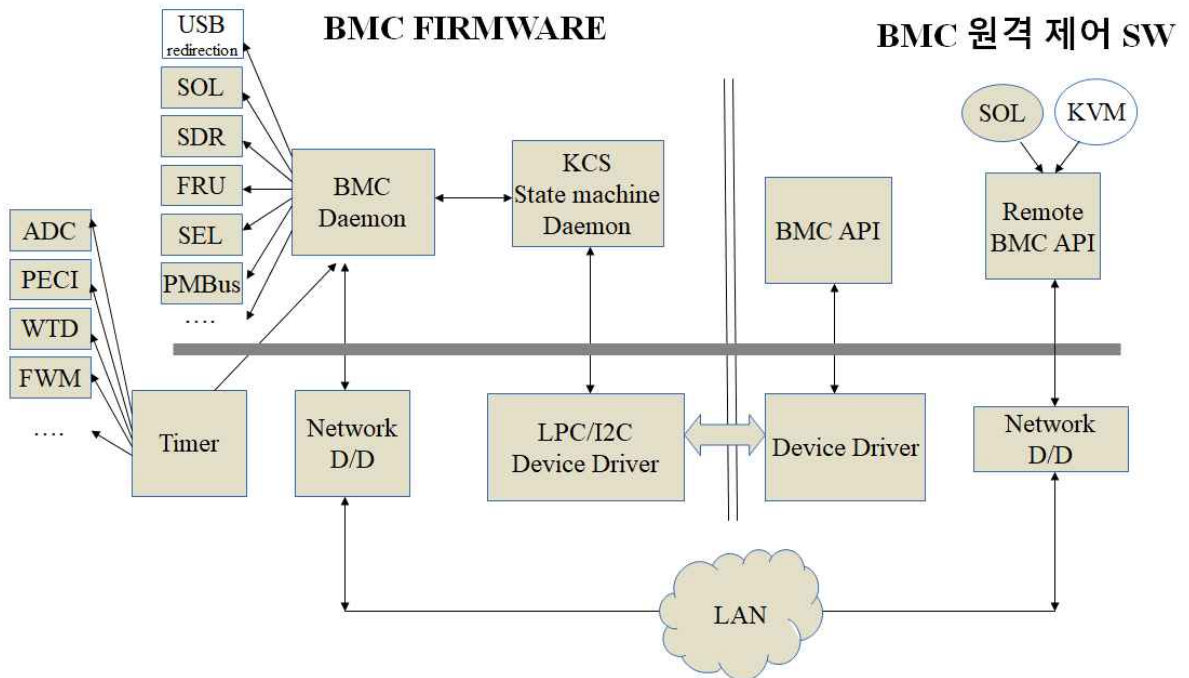 BMC FIRMWARE
BMC 원격 제어 SW
USB
redirection
SOL
SDR
FRU
SEL
PMBus
....
BMC
Daemon
KCS
State machine
Daemon
BMC API
SOL
KVM
Remote
BMC API
ADC
PECI
WTD
FWM
....
Timer
Network
D/D
LPC/I2C
Device Driver
Device Driver
Network
D/D
LAN